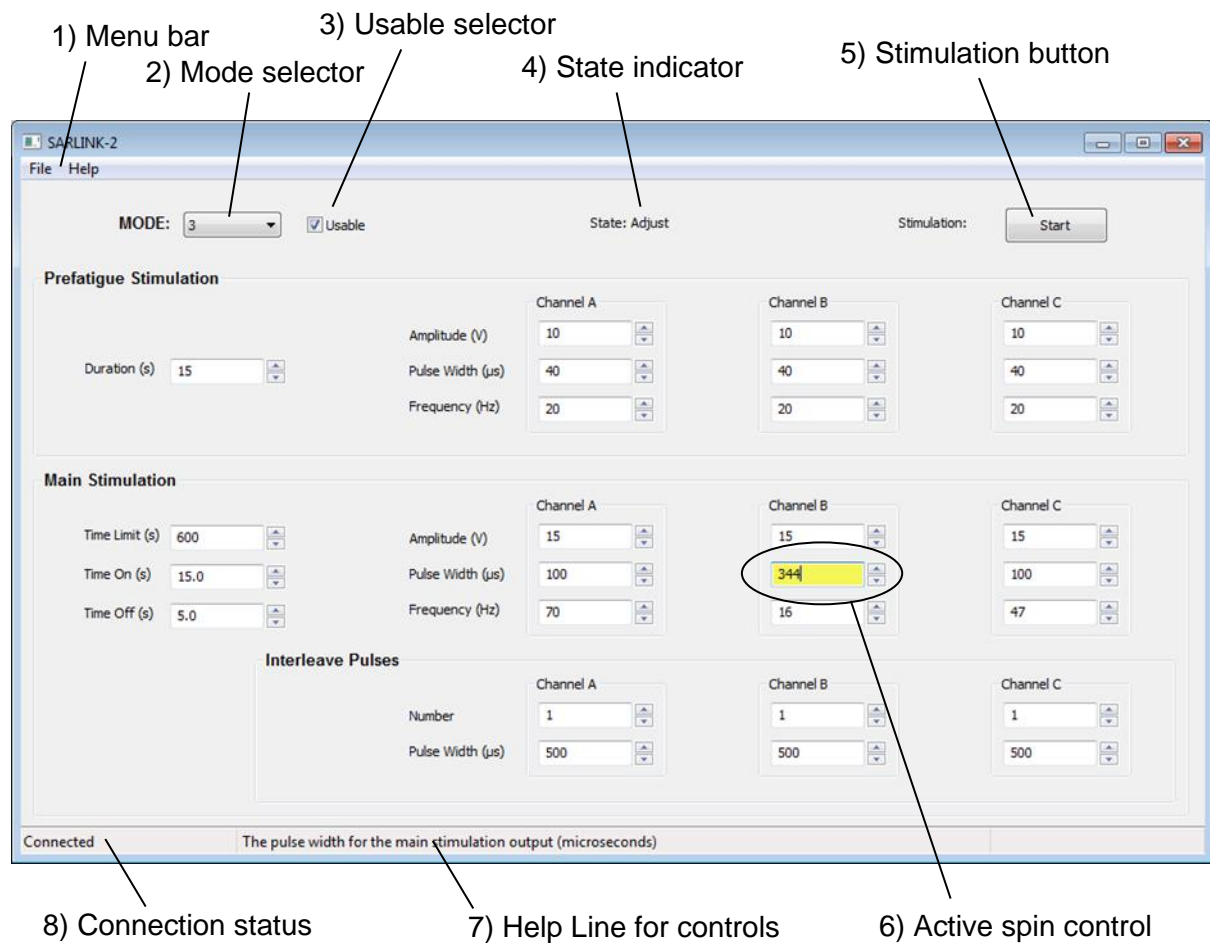 1) Menu bar
3) Usable selector
2) Mode selector
4) State indicator
5) Stimulation button
SARLINK-2
File Help
MODE: 3 Usable State: Adjust Stimulation: Start
Prefatigue Stimulation
Channel A Channel B Channel C
Amplitude (V) 10 10 10
Duration (s) 15 Pulse Width (µs) 40 40 40
Frequency (Hz) 20 20 20
Main Stimulation
Channel A Channel B Channel C
Time Limit (s) 600 Amplitude (V) 15 15 15
Time On (s) 15.0 Pulse Width (µs) 100 344 100
Time Off (s) 5.0 Frequency (Hz) 70 16 47
Interleave Pulses
Channel A Channel B Channel C
Number 1 1 1
Pulse Width (µs) 500 500 500
Connected The pulse width for the main stimulation output (microseconds)
8) Connection status
7) Help Line for controls
6) Active spin control